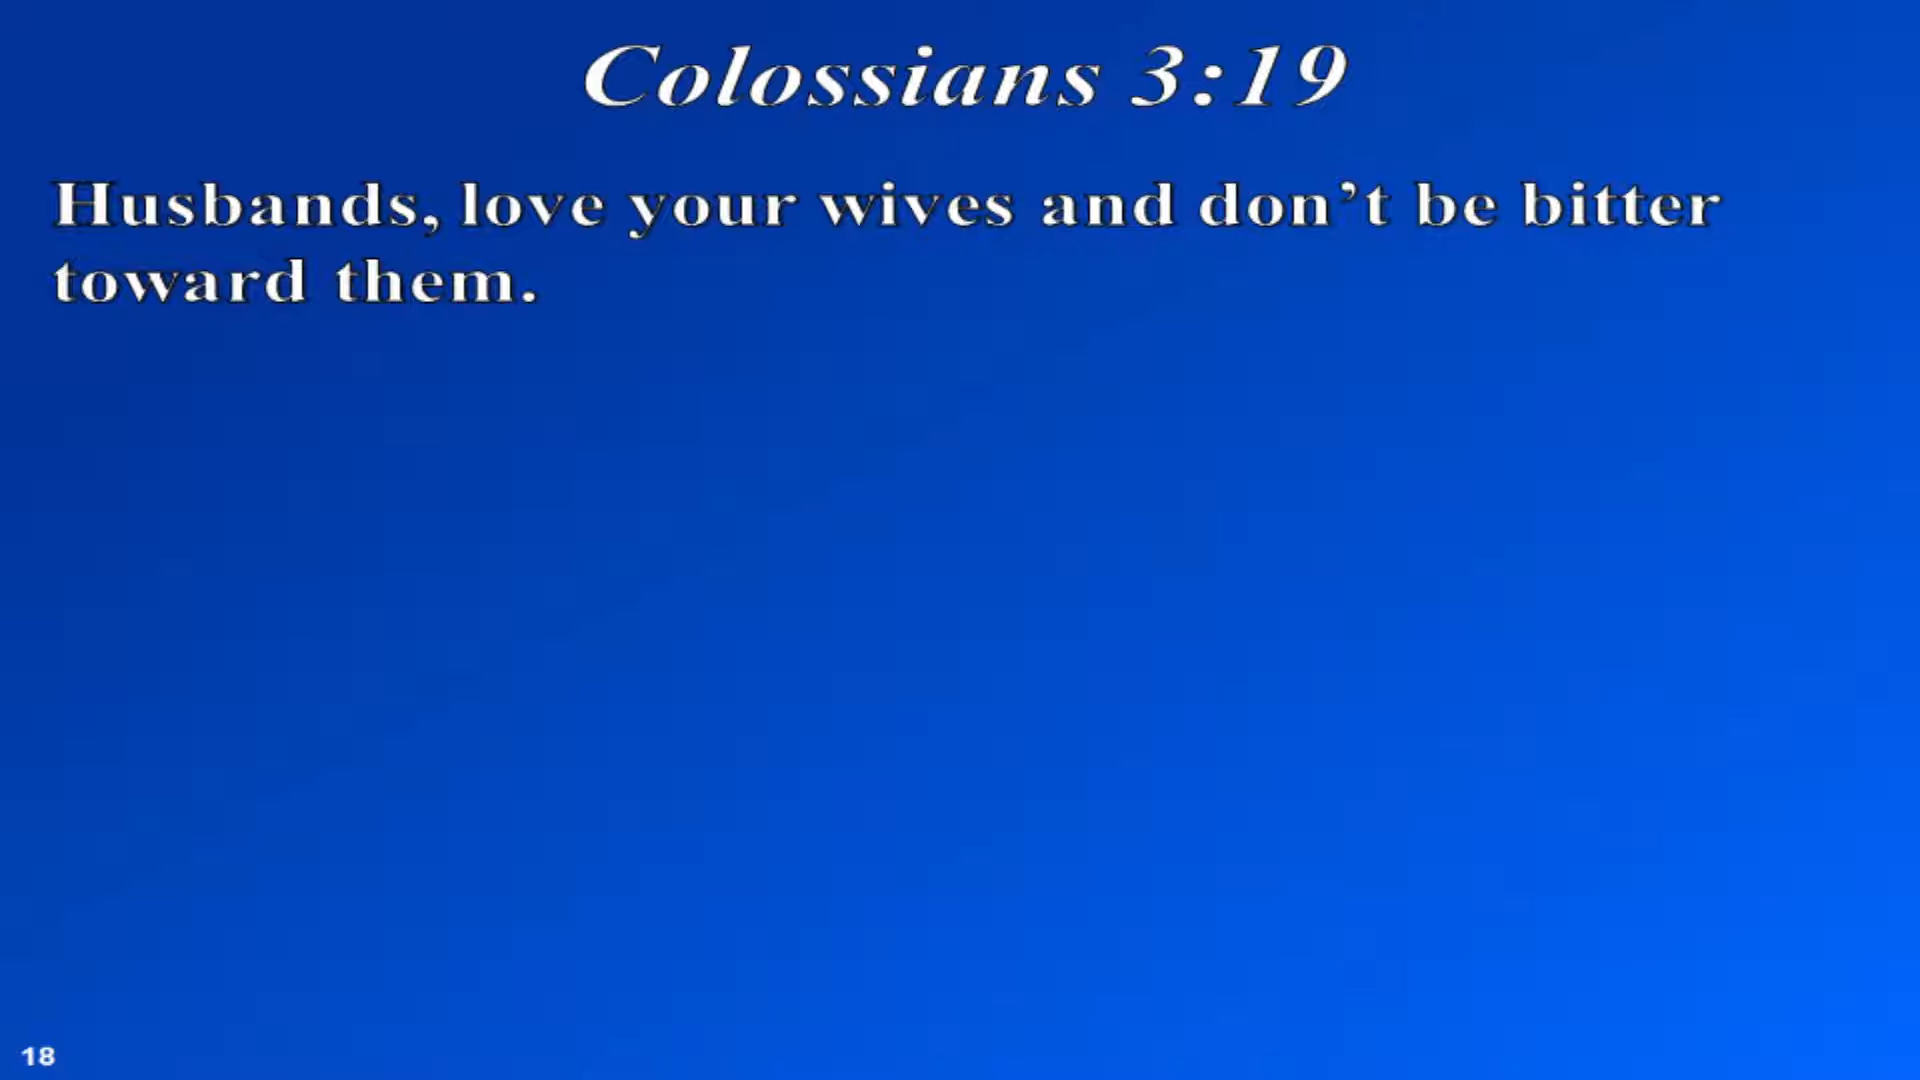 Colossians 3:19
Husbands, love your wives and don’t be bitter
toward them.
18